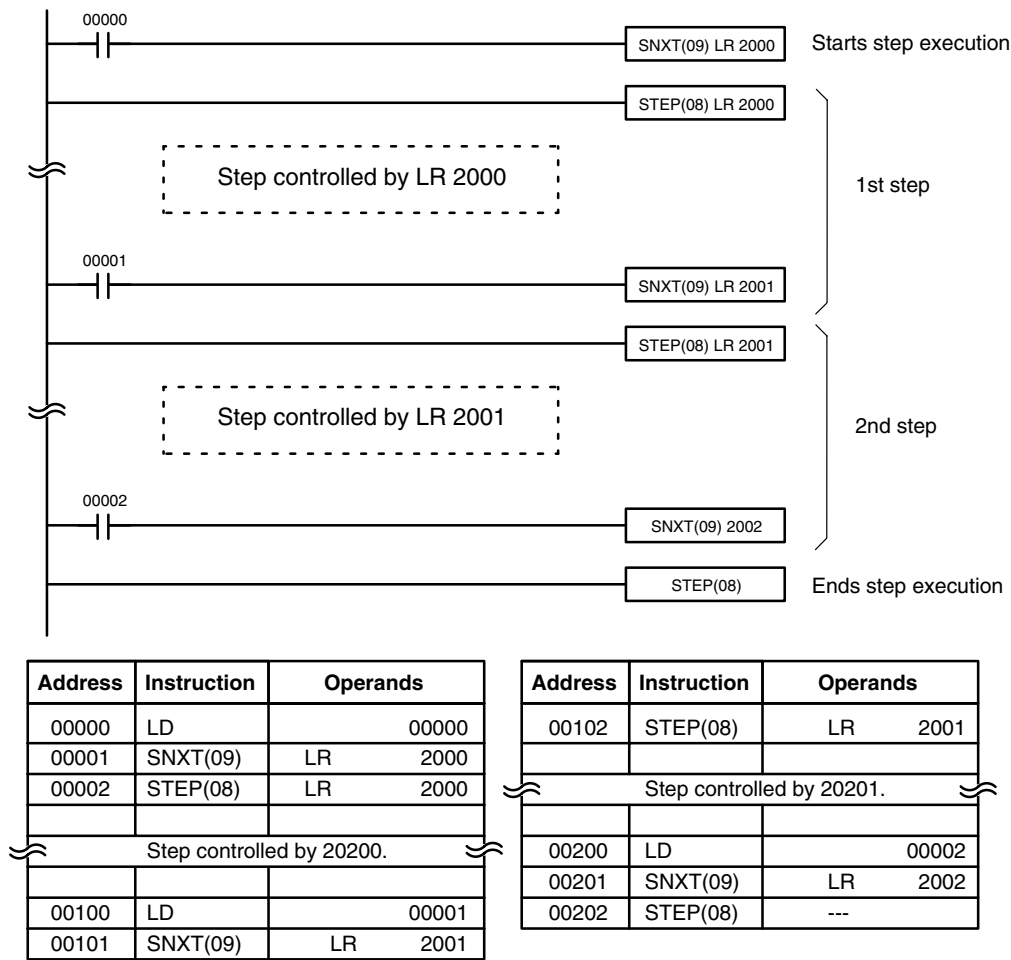 00000
SNXT(09) LR 2000 Starts step execution
STEP(08) LR 2000
Step controlled by LR 2000
1st step
00001
SNXT(09) LR 2001
STEP(08) LR 2001
Step controlled by LR 2001
2nd step
00002
SNXT(09) 2002
STEP(08) Ends step execution
Address Instruction Operands
00000 LD 00000
00001 SNXT(09) LR 2000
00002 STEP(08) LR 2000
Step controlled by 20200.
00100 LD 00001
00101 SNXT(09) LR 2001
Address Instruction Operands
00102 STEP(08) LR 2001
Step controlled by 20201.
00200 LD 00002
00201 SNXT(09) LR 2002
00202 STEP(08) ---